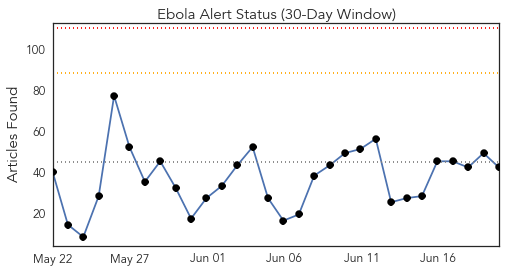 Ebola Alert Status (30-Day Window)
Articles Found
100
80
60
40
20
May 22 May 27 Jun 01 Jun 06 Jun 11 Jun 16